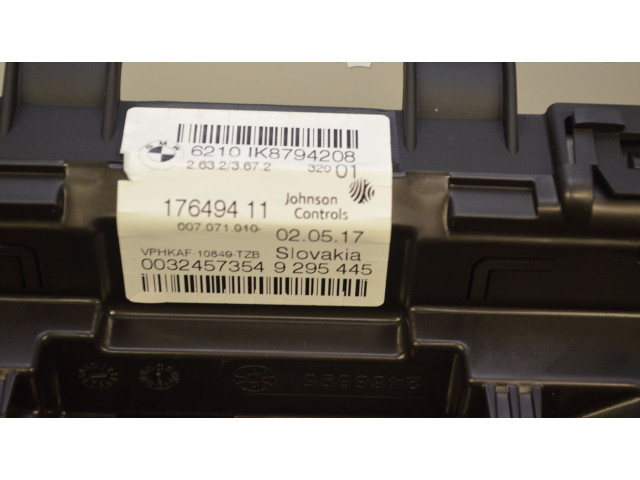 BMW
6210 IK8794208
2.63.2/3.67.2 320 01
176494 11 Johnson Controls
007.071.010- 02.05.17
VPHKAF-10849-TZB Slovakia
0032457354 9 295 445